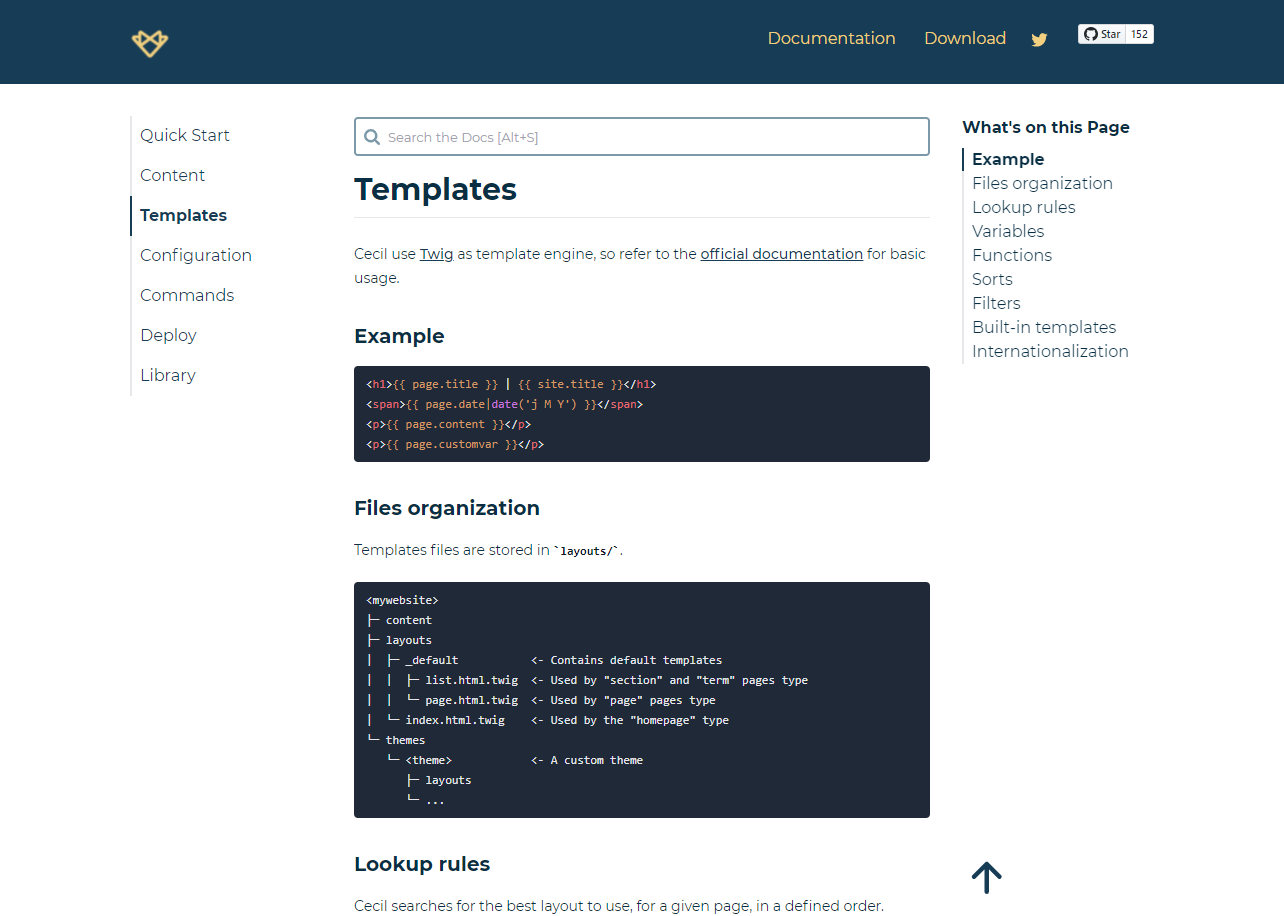 Documentation
Download
Star 152
Quick Start
Content
Templates
Configuration
Commands
Deploy
Library
Search the Docs [Alt+S]
Templates
Cecil use Twig as template engine, so refer to the official documentation for basic
usage.
Example
<h1>{{ page.title }} | {{ site.title }}</h1>
<span>{{ page.date|date('j M Y') }}</span>
<p>{{ page.content }}</p>
<p>{{ page.customvar }}</p>
Files organization
Templates files are stored in `layouts/`.
<mywebsite>
├─ content
├─ layouts
|  ├─ _default           <- Contains default templates
|  |  ├─ list.html.twig  <- Used by "section" and "term" pages type
|  |  └─ page.html.twig  <- Used by "page" pages type
|  └─ index.html.twig    <- Used by the "homepage" type
└─ themes
   └─ <theme>            <- A custom theme
      ├─ layouts
      └─ ...
Lookup rules
Cecil searches for the best layout to use, for a given page, in a defined order.
What's on this Page
Example
Files organization
Lookup rules
Variables
Functions
Sorts
Filters
Built-in templates
Internationalization